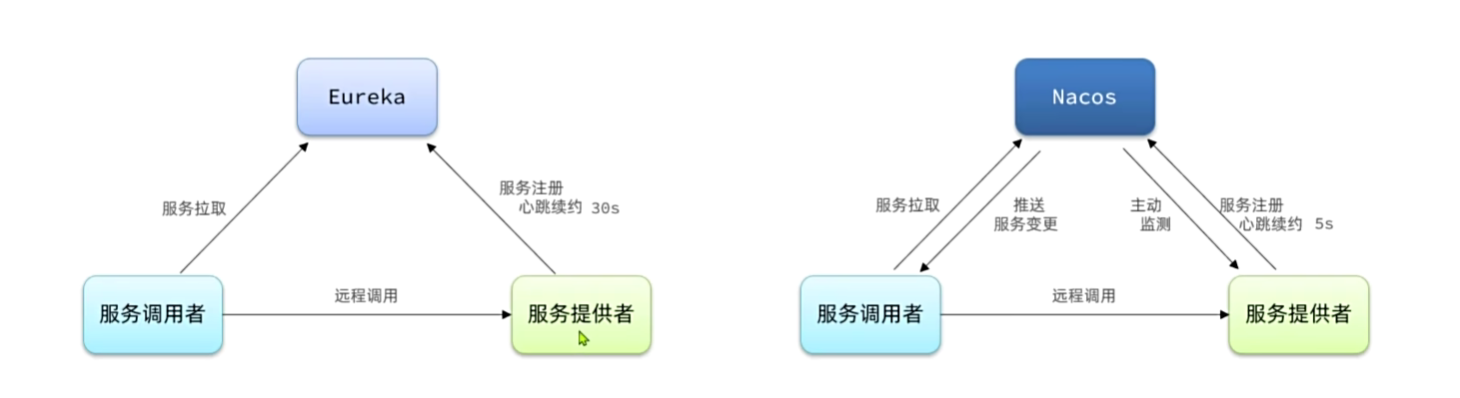 Eureka
服务拉取
服务注册
心跳续约 30s
服务调用者
远程调用
服务提供者
Nacos
服务拉取
推送
服务变更
主动
监测
服务注册
心跳续约 5s
服务调用者
远程调用
服务提供者